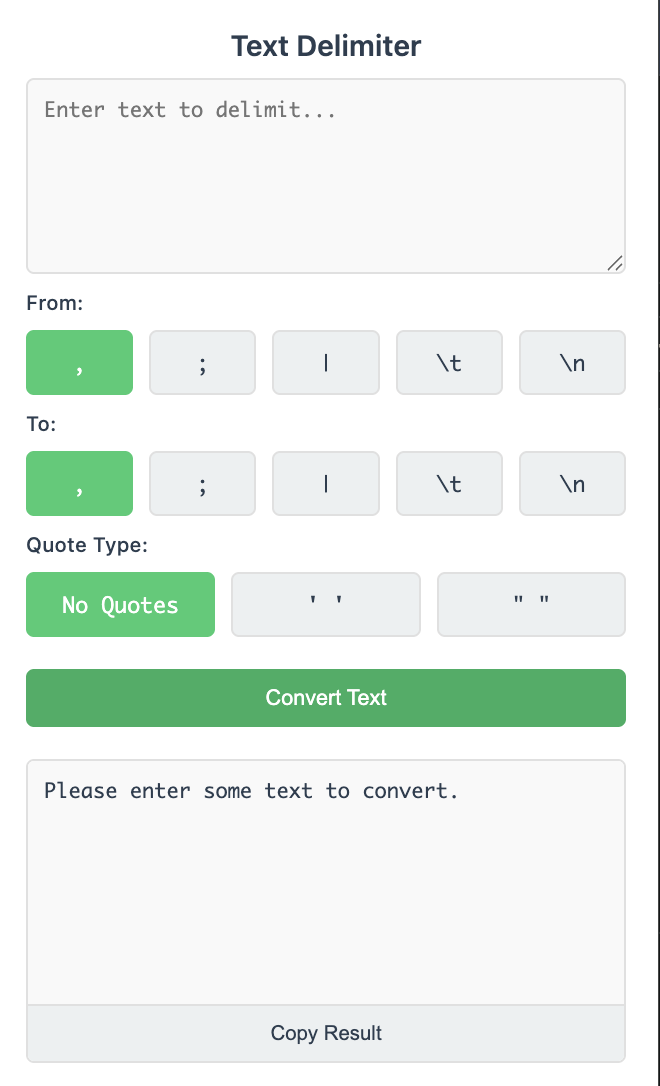 Text Delimiter
Enter text to delimit...
From:
, ; | \t \n
To:
, ; | \t \n
Quote Type:
No Quotes ' ' " "
Convert Text
Please enter some text to convert.
Copy Result